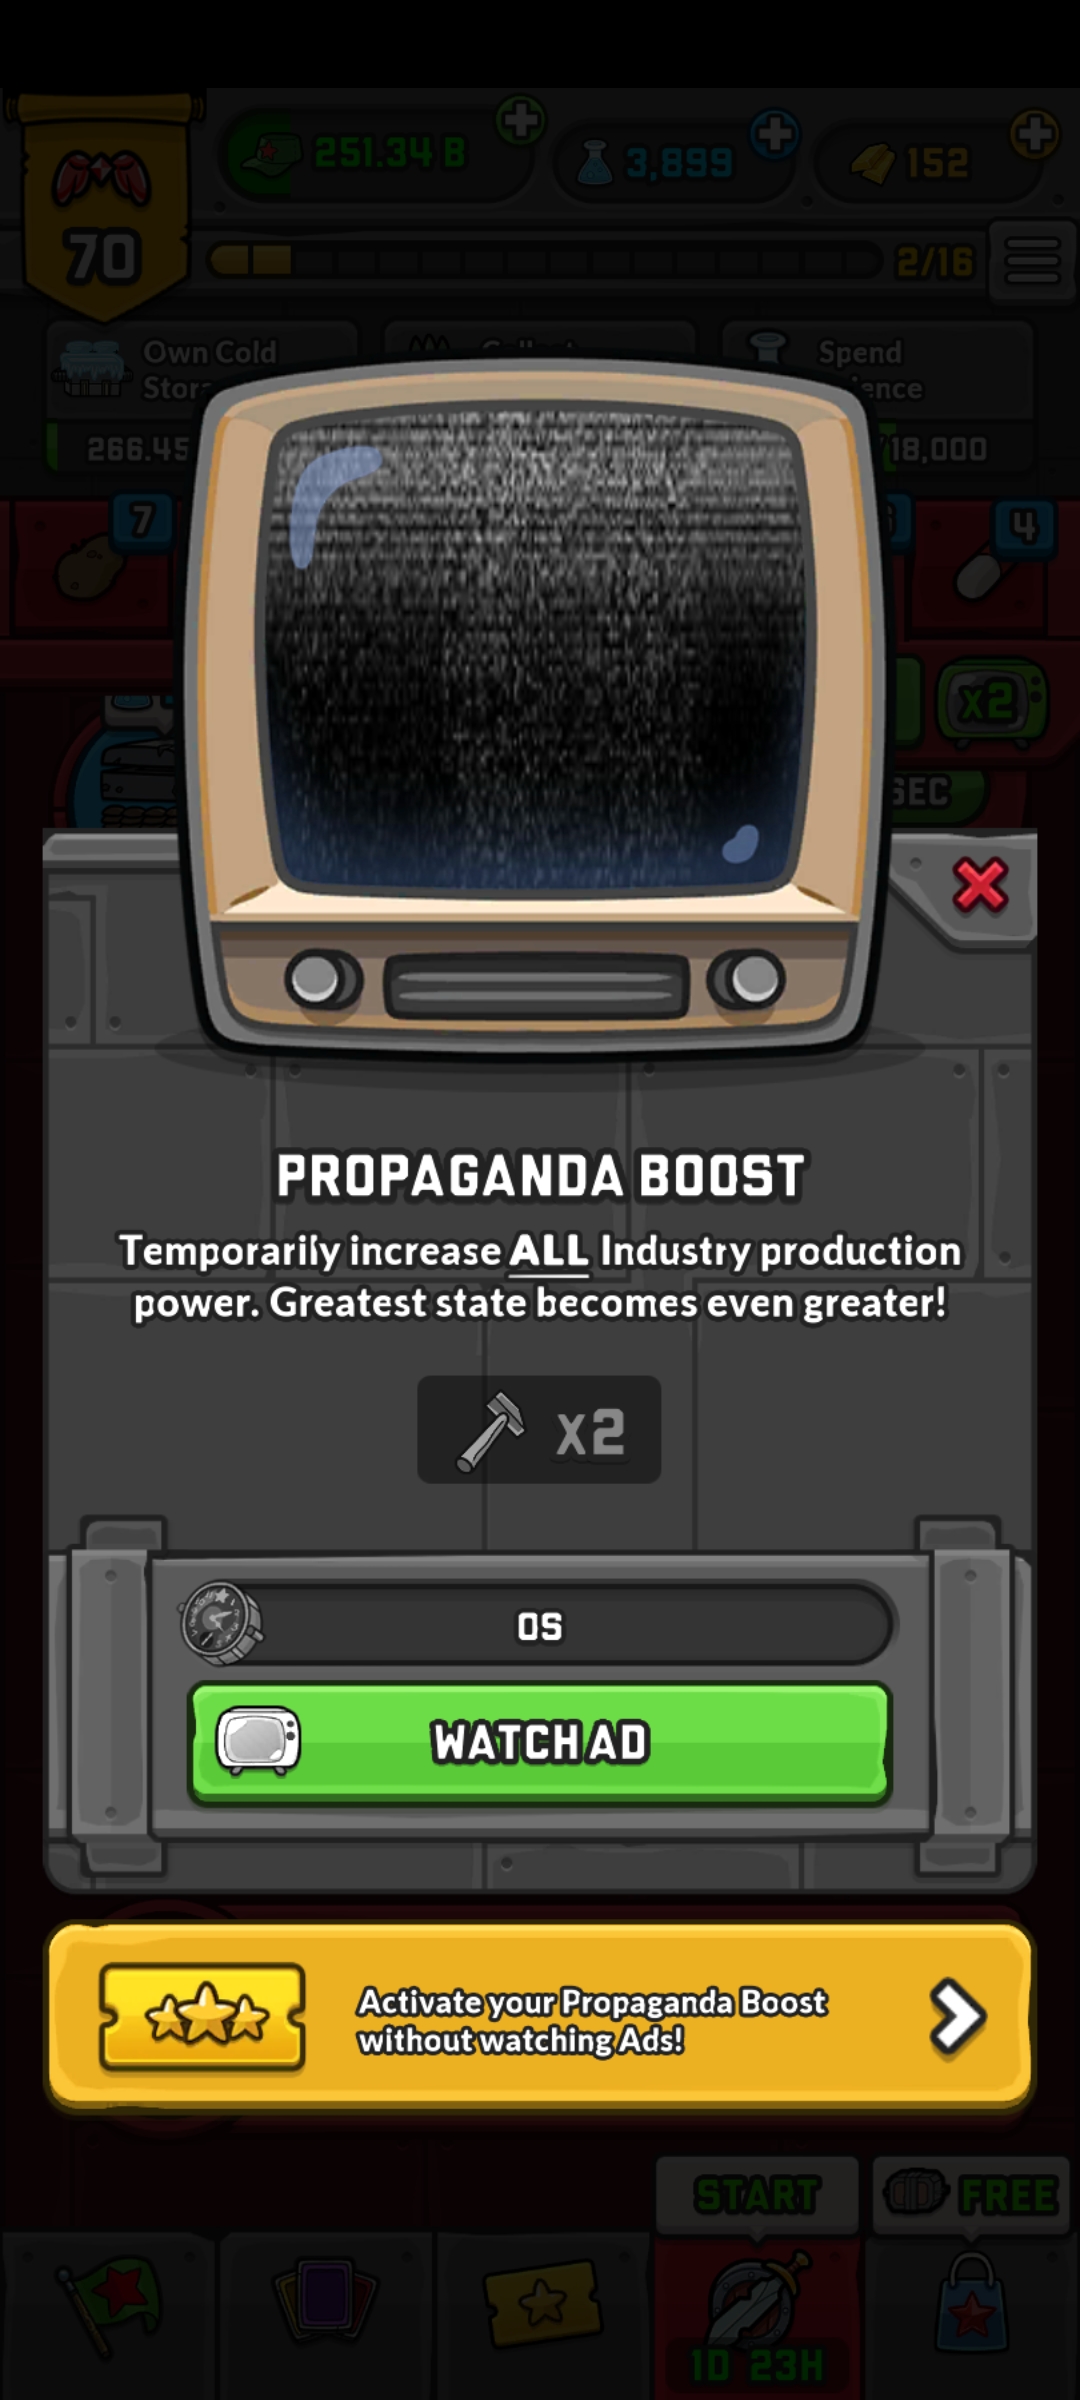 251.34 B
3,899
152
70
2/16
Own Cold
Spend
266.45
18,000
7
4
X2
SEC
PROPAGANDA BOOST
Temporarily increase ALL Industry production
power. Greatest state becomes even greater!
X2
0S
WATCH AD
Activate your Propaganda Boost
without watching Ads!
START
FREE
1D 23H